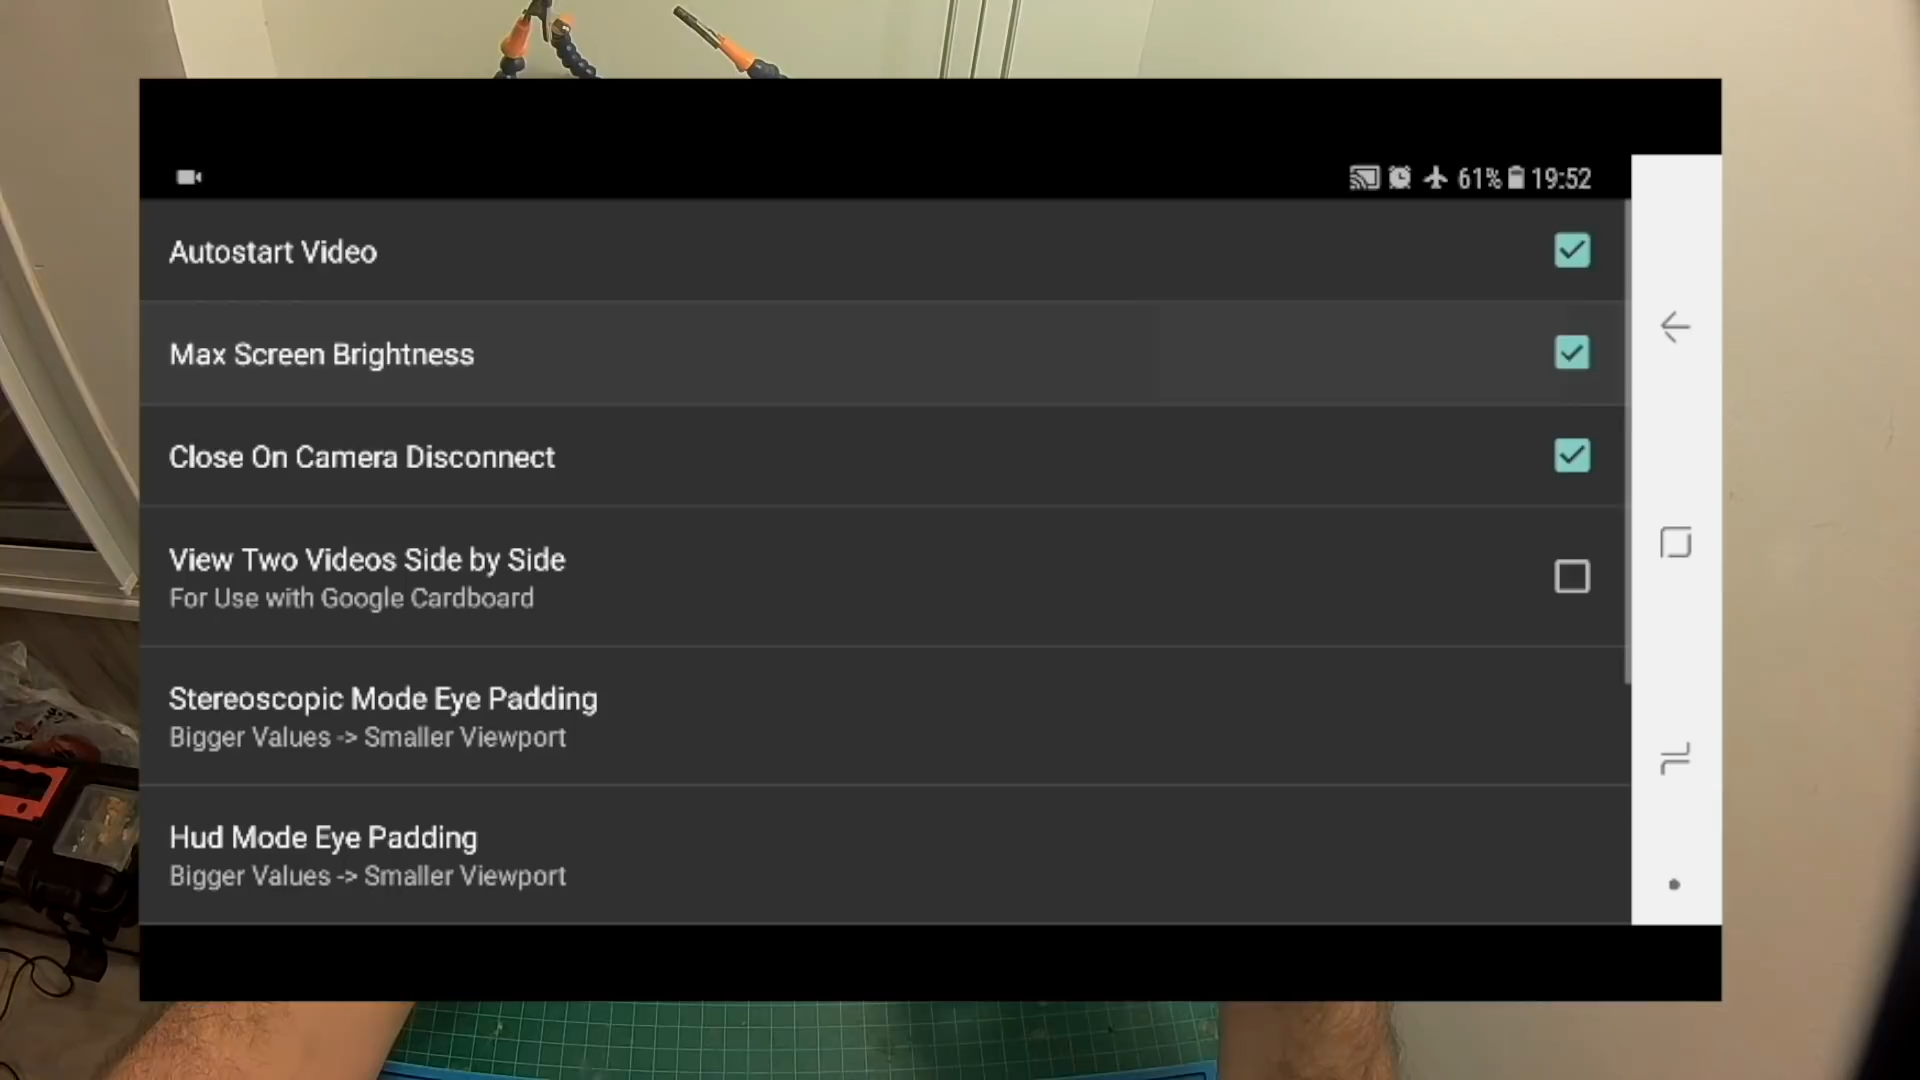 61% 19:52
Autostart Video
Max Screen Brightness
Close On Camera Disconnect
View Two Videos Side by Side
For Use with Google Cardboard
Stereoscopic Mode Eye Padding
Bigger Values -> Smaller Viewport
Hud Mode Eye Padding
Bigger Values -> Smaller Viewport